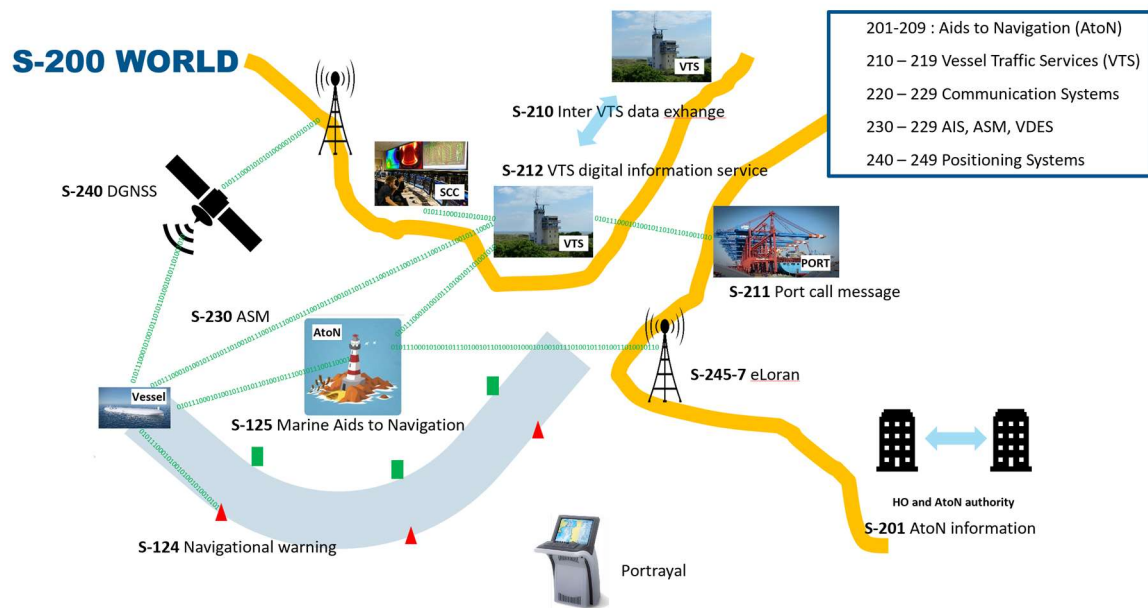 S-200 WORLD
201-209 : Aids to Navigation (AtoN)
210 – 219 Vessel Traffic Services (VTS)
220 – 229 Communication Systems
230 – 229 AIS, ASM, VDES
240 – 249 Positioning Systems
VTS
S-210 Inter VTS data exhange
S-212 VTS digital information service
SCC
VTS
S-240 DGNSS
PORT
S-211 Port call message
S-230 ASM
AtoN
S-245-7 eLoran
Vessel
S-125 Marine Aids to Navigation
HO and AtoN authority
S-201 AtoN information
S-124 Navigational warning
Portrayal